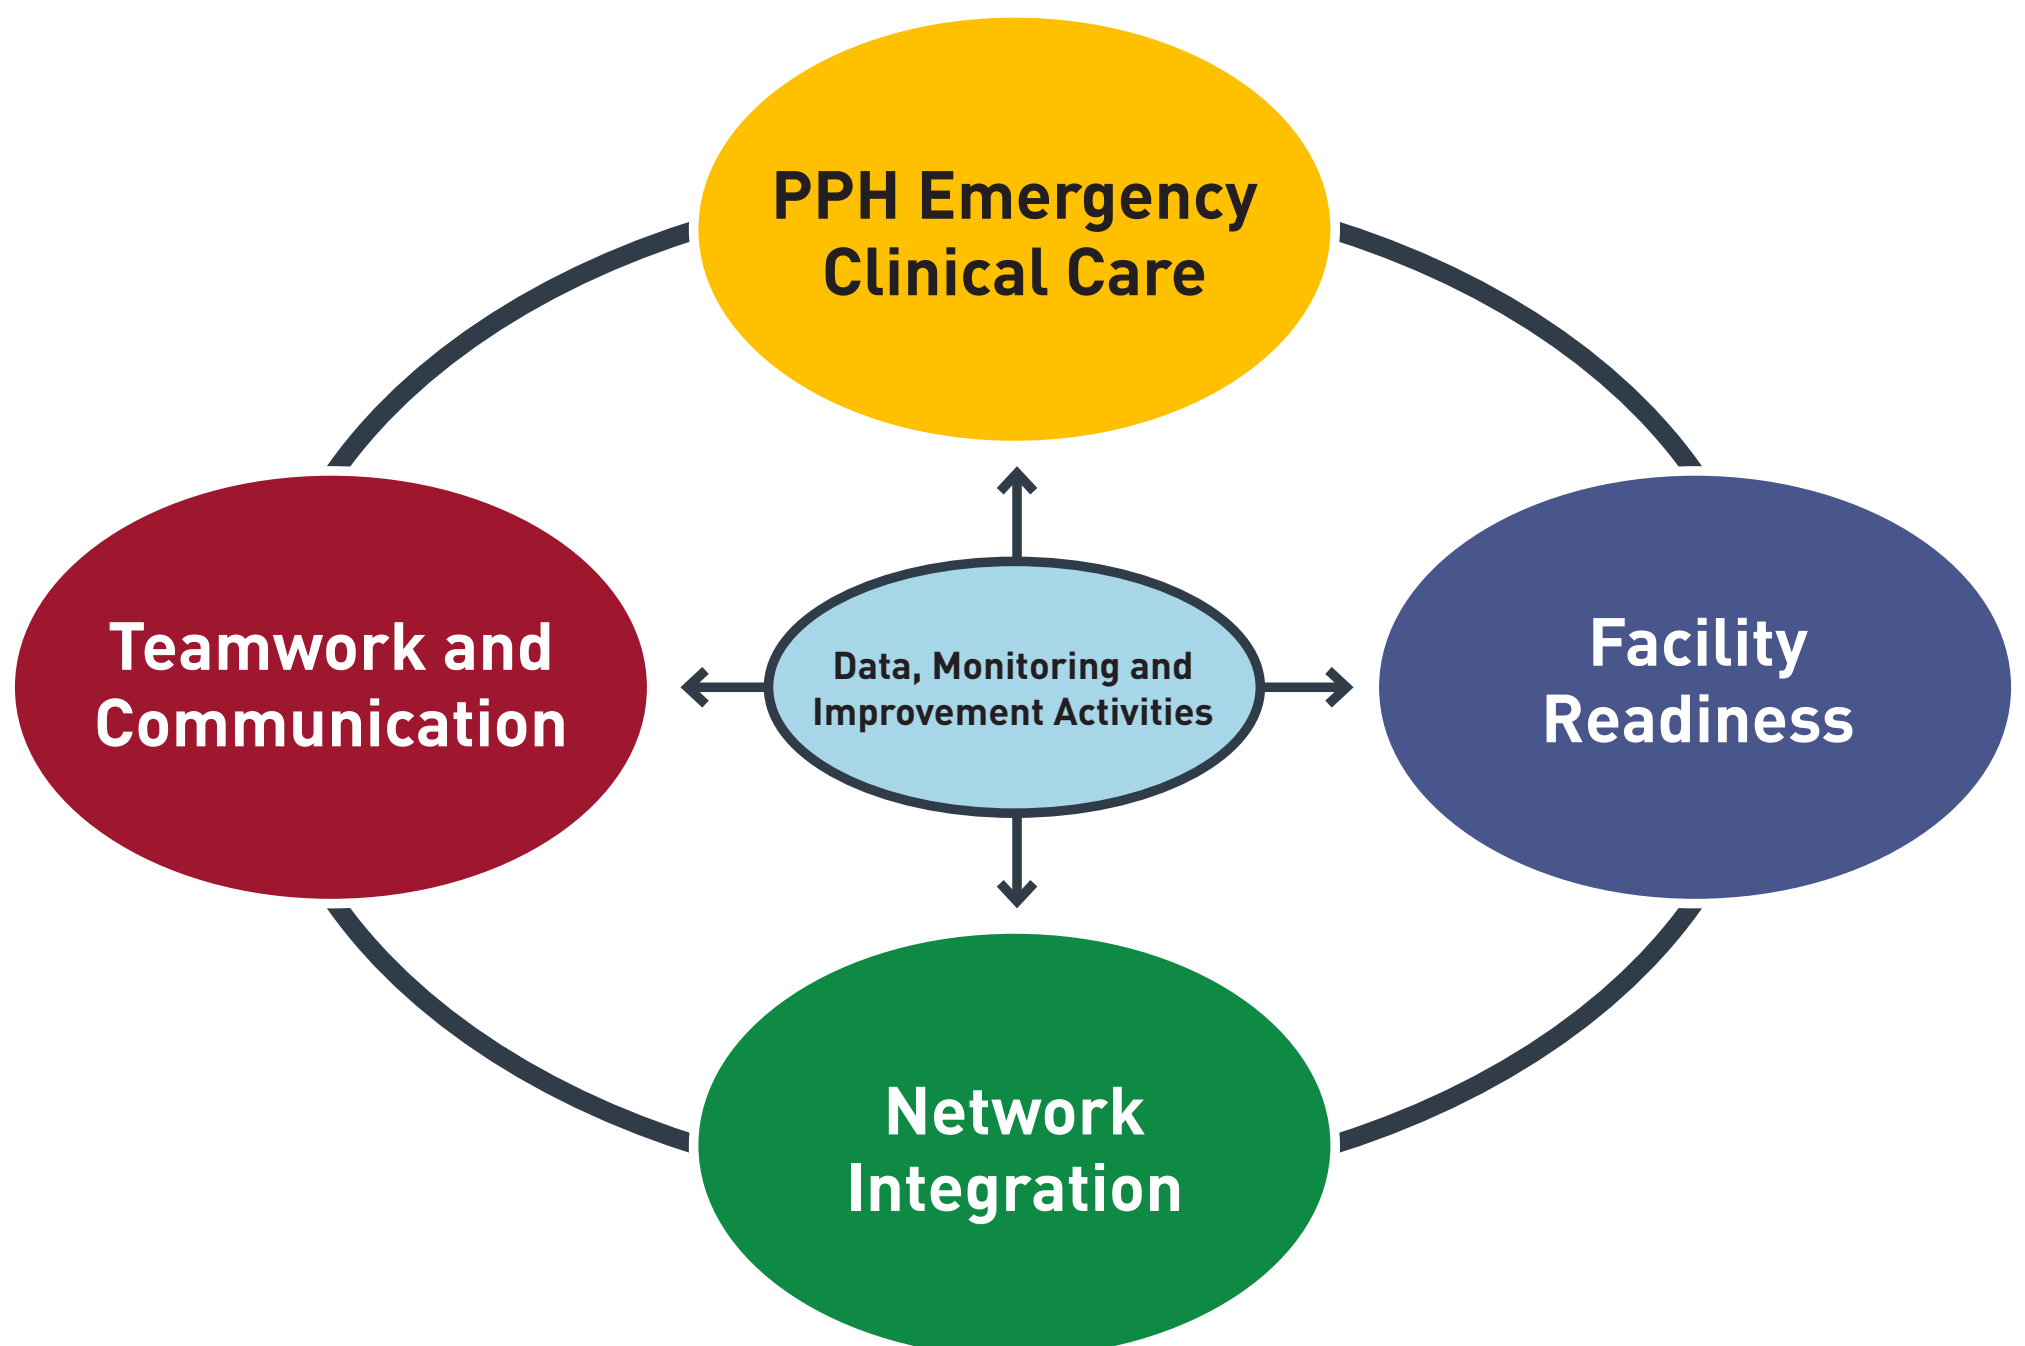 PPH Emergency
Clinical Care
Teamwork and
Communication
Data, Monitoring and
Improvement Activities
Facility
Readiness
Network
Integration